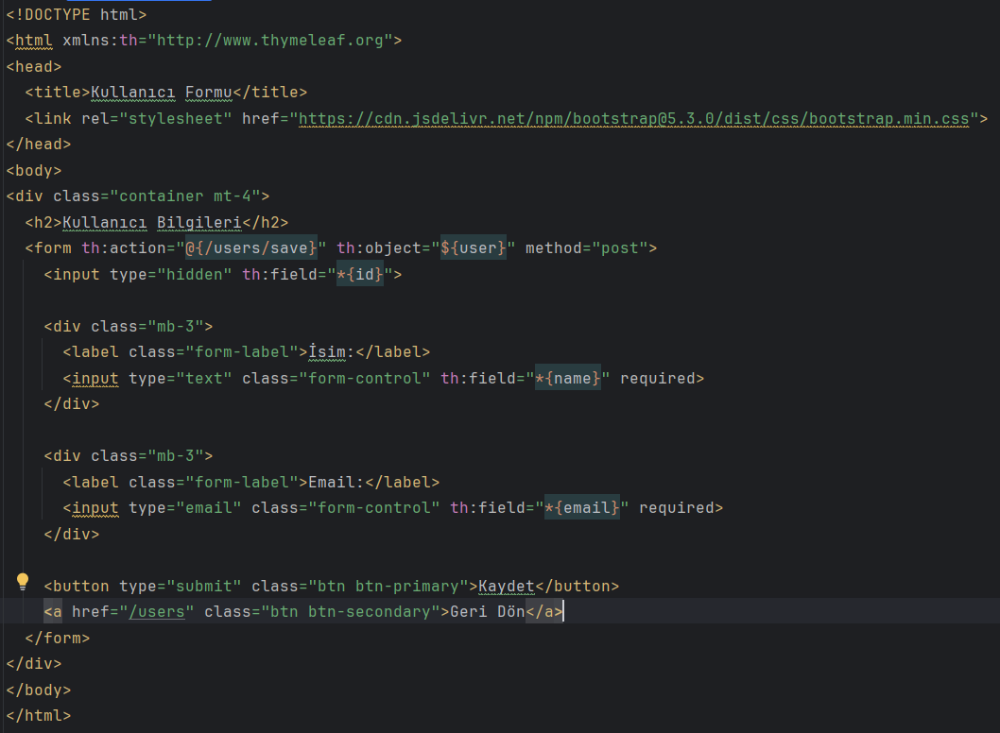 <!DOCTYPE html>
<html xmlns:th="http://www.thymeleaf.org">
<head>
  <title>Kullanıcı Formu</title>
  <link rel="stylesheet" href="https://cdn.jsdelivr.net/npm/bootstrap@5.3.0/dist/css/bootstrap.min.css">
</head>
<body>
<div class="container mt-4">
  <h2>Kullanıcı Bilgileri</h2>
  <form th:action="@{/users/save}" th:object="${user}" method="post">
    <input type="hidden" th:field="*{id}">

    <div class="mb-3">
      <label class="form-label">İsim:</label>
      <input type="text" class="form-control" th:field="*{name}" required>
    </div>

    <div class="mb-3">
      <label class="form-label">Email:</label>
      <input type="email" class="form-control" th:field="*{email}" required>
    </div>

    <button type="submit" class="btn btn-primary">Kaydet</button>
    <a href="/users" class="btn btn-secondary">Geri Dön</a>
  </form>
</div>
</body>
</html>